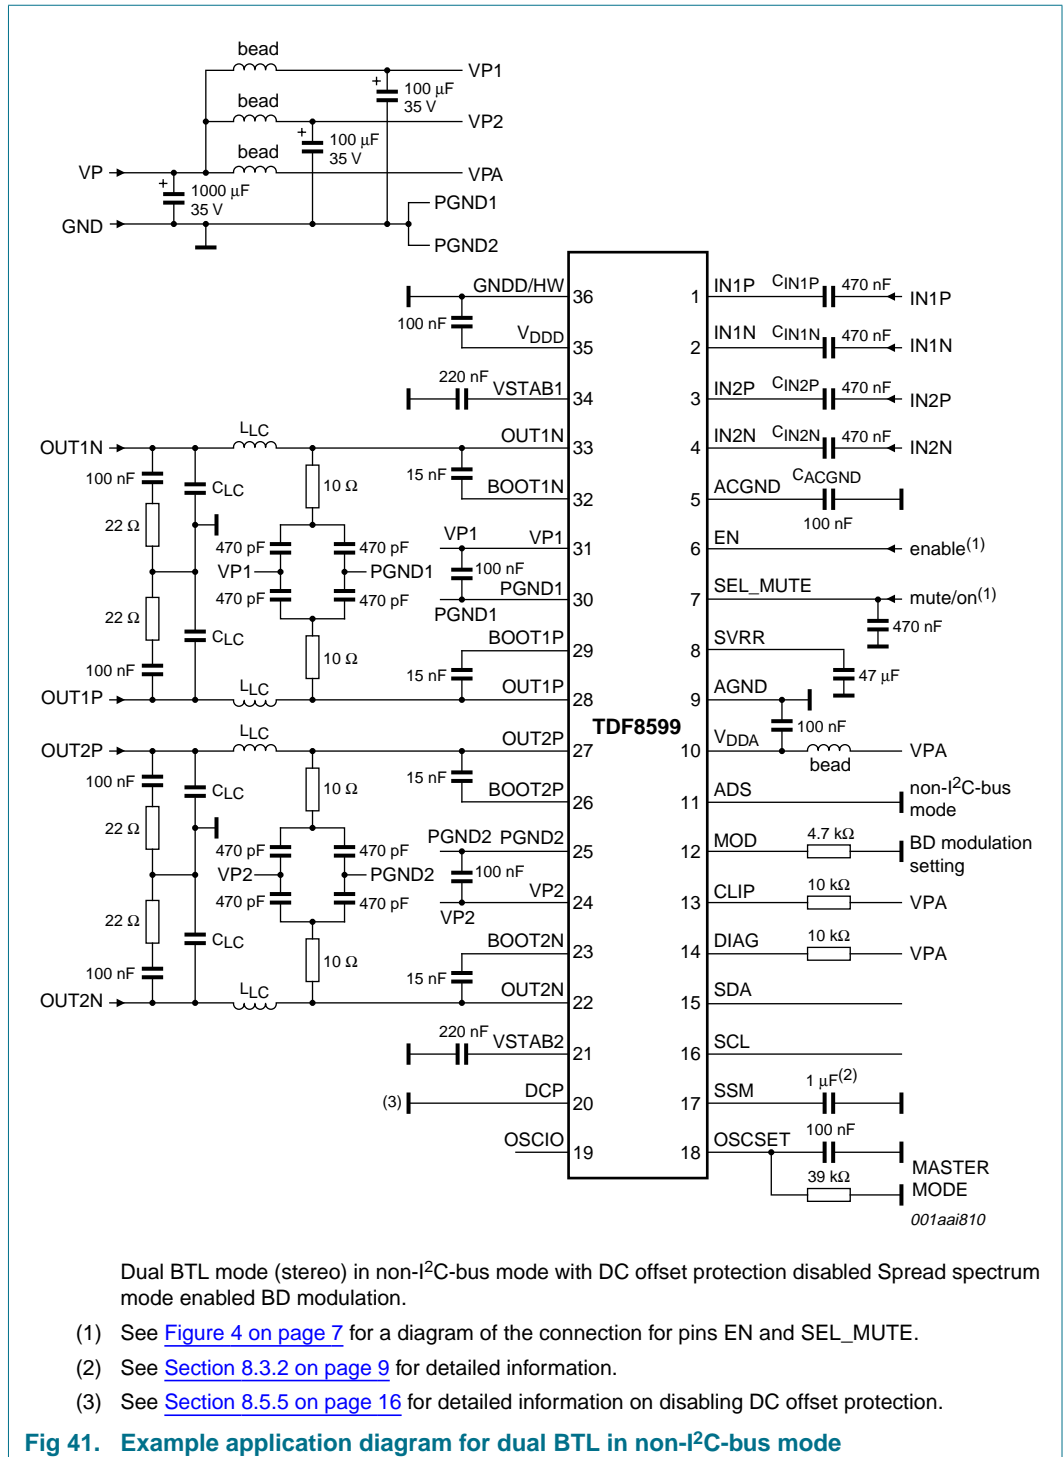 bead
VP1
+
100 μF
35 V
bead
VP2
+
100 μF
35 V
bead
VP
VPA
+
1000 μF
35 V
PGND1
GND
PGND2
GNDD/HW
36
100 nF
VDDD
35
220 nF
VSTAB1
34
OUT1N
LLC
OUT1N
33
100 nF
CLC
10 Ω
15 nF
BOOT1N
32
22 Ω
470 pF
470 pF
VP1
VP1
31
VP1
PGND1
100 nF
470 pF
470 pF
PGND1
30
PGND1
22 Ω
CLC
10 Ω
BOOT1P
29
100 nF
15 nF
OUT1P
LLC
OUT1P
28
TDF8599
OUT2P
LLC
OUT2P
27
100 nF
CLC
10 Ω
15 nF
BOOT2P
26
22 Ω
470 pF
470 pF
PGND2
PGND2
25
VP2
PGND2
100 nF
470 pF
470 pF
VP2
24
VP2
22 Ω
CLC
10 Ω
BOOT2N
23
100 nF
15 nF
OUT2N
LLC
OUT2N
22
220 nF
VSTAB2
21
(3)
DCP
20
OSCIO
19
1
IN1P
CIN1P
470 nF
IN1P
2
IN1N
CIN1N
470 nF
IN1N
3
IN2P
CIN2P
470 nF
IN2P
4
IN2N
CIN2N
470 nF
IN2N
5
ACGND
CACGND
100 nF
6
EN
enable(1)
7
SEL_MUTE
mute/on(1)
470 nF
8
SVRR
47 μF
9
AGND
100 nF
10
VDDA
bead
VPA
11
ADS
non-I2C-bus
mode
12
MOD
4.7 kΩ
BD modulation
setting
13
CLIP
10 kΩ
VPA
14
DIAG
10 kΩ
VPA
15
SDA
16
SCL
17
SSM
1 μF(2)
18
OSCSET
100 nF
39 kΩ
MASTER
MODE
001aai810
Dual BTL mode (stereo) in non-I2C-bus mode with DC offset protection disabled Spread spectrum
mode enabled BD modulation.
(1) See Figure 4 on page 7 for a diagram of the connection for pins EN and SEL_MUTE.
(2) See Section 8.3.2 on page 9 for detailed information.
(3) See Section 8.5.5 on page 16 for detailed information on disabling DC offset protection.
Fig 41. Example application diagram for dual BTL in non-I2C-bus mode